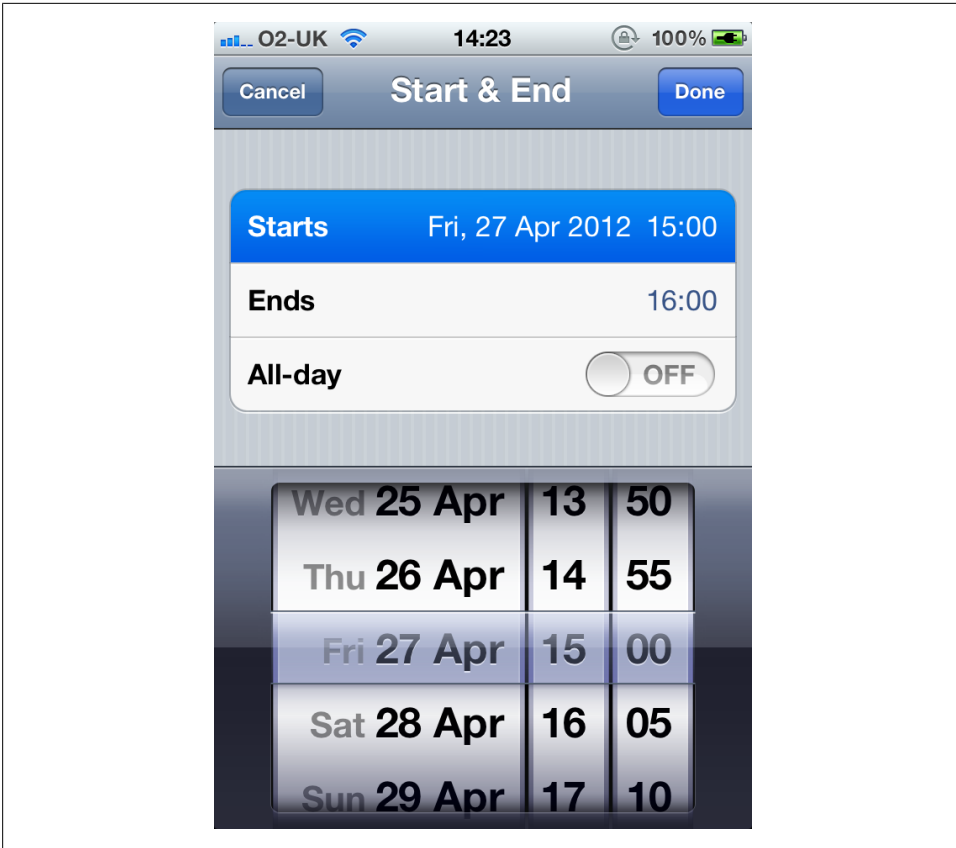 O2-UK 14:23 100%
Cancel Start & End Done
Starts Fri, 27 Apr 2012 15:00
Ends 16:00
All-day OFF
Wed 25 Apr 13 50
Thu 26 Apr 14 55
Fri 27 Apr 15 00
Sat 28 Apr 16 05
Sun 29 Apr 17 10